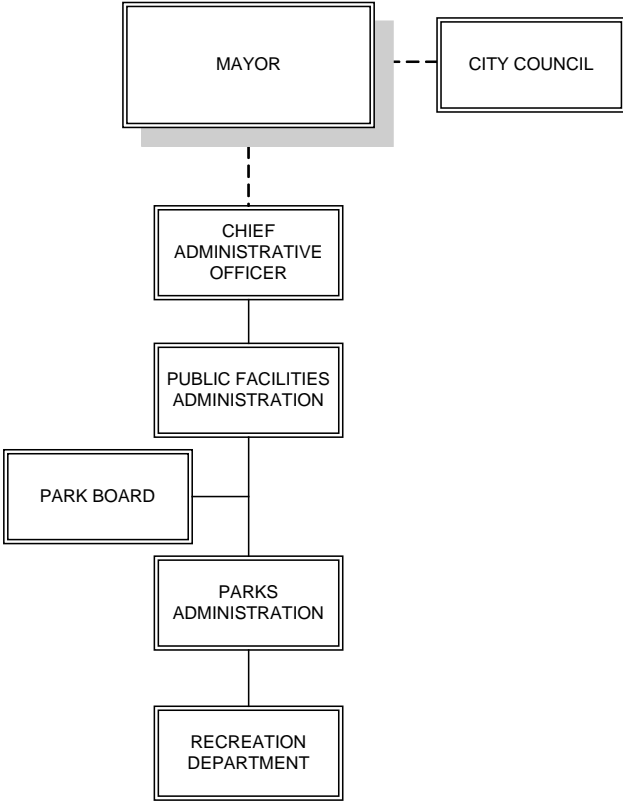 MAYOR
CITY COUNCIL
CHIEF
ADMINISTRATIVE
OFFICER
PUBLIC FACILITIES
ADMINISTRATION
PARK BOARD
PARKS
ADMINISTRATION
RECREATION
DEPARTMENT